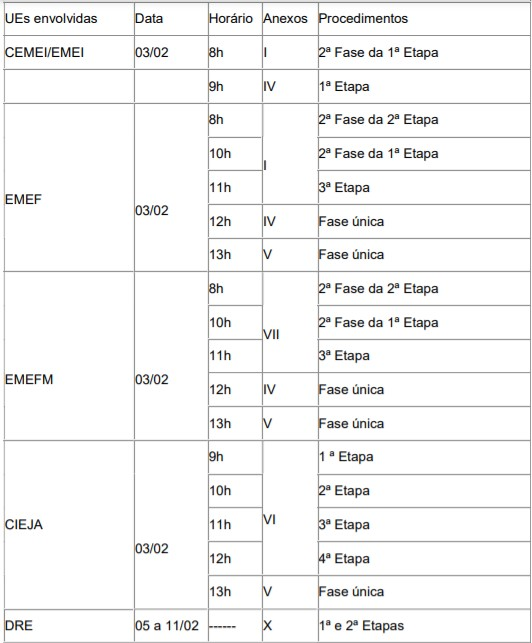 UEs envolvidas Data Horário Anexos Procedimentos
CEMEI/EMEI 03/02 8h I 2ª Fase da 1ª Etapa
9h IV 1ª Etapa
8h 2ª Fase da 2ª Etapa
10h I 2ª Fase da 1ª Etapa
EMEF 03/02 11h 3ª Etapa
12h IV Fase única
13h V Fase única
8h 2ª Fase da 2ª Etapa
10h VII 2ª Fase da 1ª Etapa
11h 3ª Etapa
EMEFM 03/02 12h IV Fase única
13h V Fase única
9h 1 ª Etapa
10h 2ª Etapa
CIEJA 03/02 11h VI 3ª Etapa
12h 4ª Etapa
13h V Fase única
DRE 05 a 11/02 ------ X 1ª e 2ª Etapas